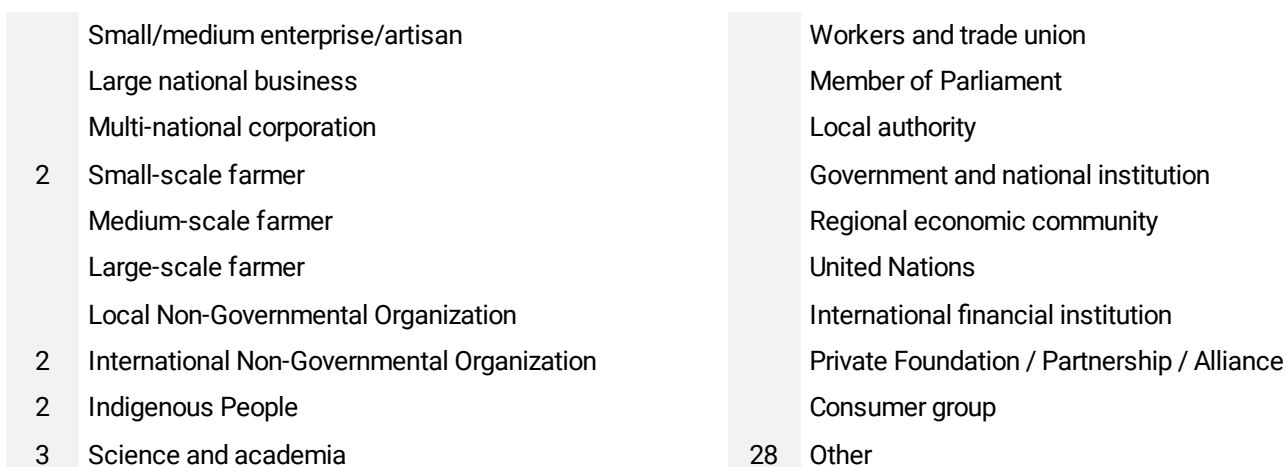 Small/medium enterprise/artisan
Large national business
Multi-national corporation
2 Small-scale farmer
Medium-scale farmer
Large-scale farmer
Local Non-Governmental Organization
2 International Non-Governmental Organization
2 Indigenous People
3 Science and academia
Workers and trade union
Member of Parliament
Local authority
Government and national institution
Regional economic community
United Nations
International financial institution
Private Foundation / Partnership / Alliance
Consumer group
28 Other